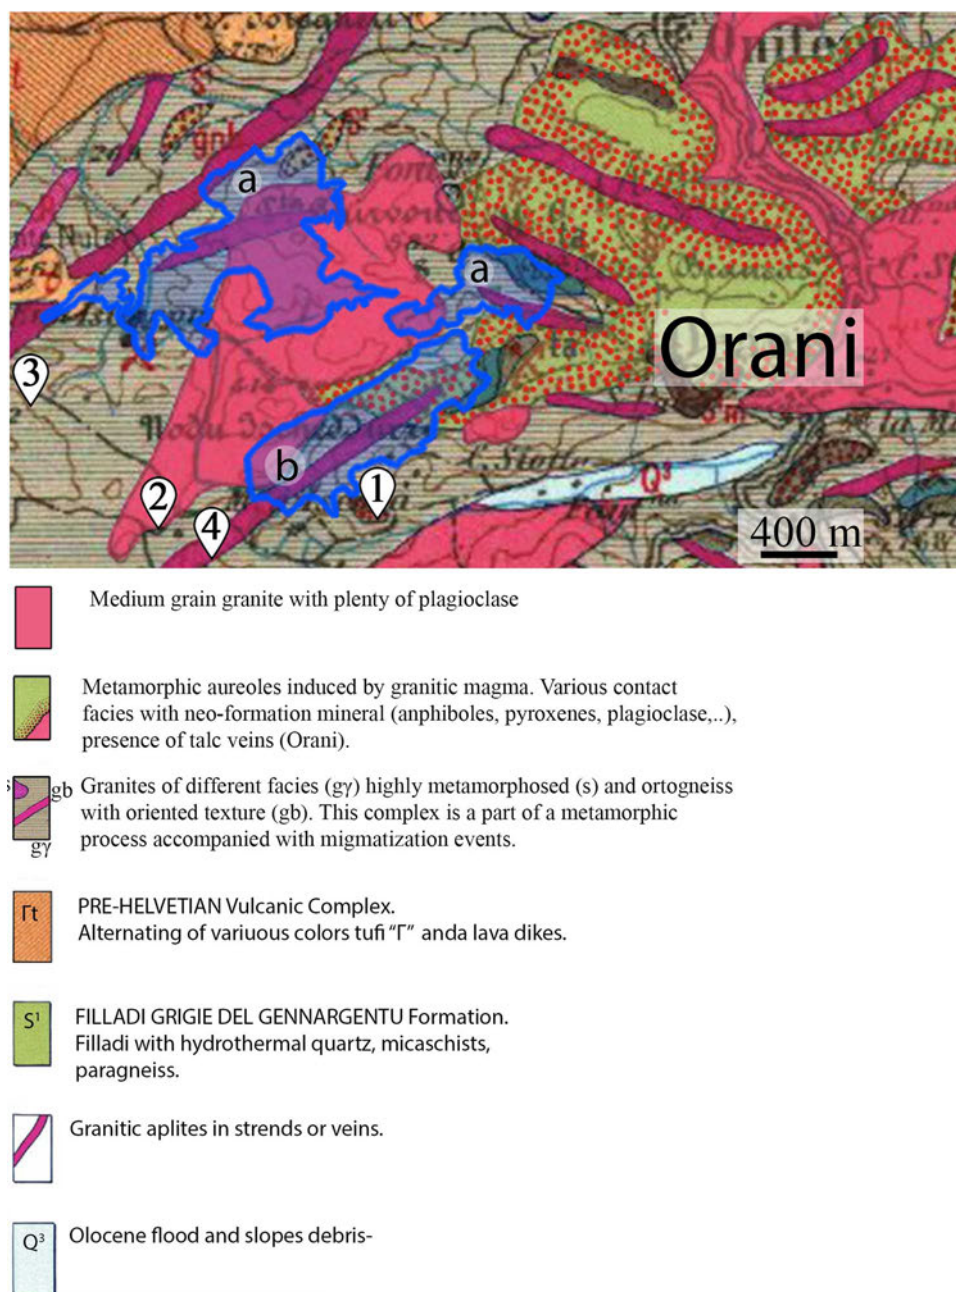 a
a
Orani
3
b
1
2
4
Q³
400 m
Medium grain granite with plenty of plagioclase
Metamorphic aureoles induced by granitic magma. Various contact
facies with neo-formation mineral (anphiboles, pyroxenes, plagioclase,..),
presence of talc veins (Orani).
s
gb
gγ
Granites of different facies (gγ) highly metamorphosed (s) and ortogneiss
with oriented texture (gb). This complex is a part of a metamorphic
process accompanied with migmatization events.
Γt
PRE-HELVETIAN Vulcanic Complex.
Alternating of variuous colors tufi “Γ” anda lava dikes.
S¹
FILLADI GRIGIE DEL GENNARGENTU Formation.
Filladi with hydrothermal quartz, micaschists,
paragneiss.
Granitic aplites in strends or veins.
Q³
Olocene flood and slopes debris-